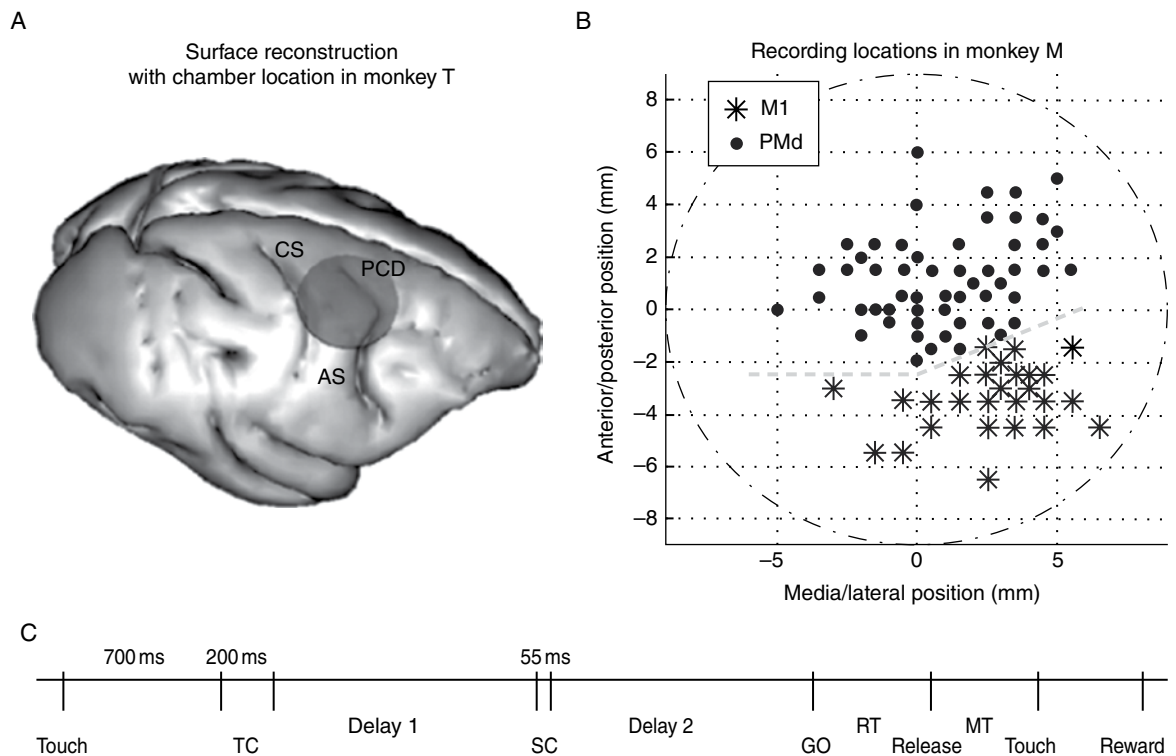 A
Surface reconstruction
with chamber location in monkey T
CS
PCD
AS
B
Recording locations in monkey M
M1
PMd
Anterior/posterior position (mm)
8
6
4
2
0
–2
–4
–6
–8
–5
0
5
Media/lateral position (mm)
C
700 ms
200 ms
55 ms
Delay 1
Delay 2
RT
MT
Touch
TC
SC
GO
Release
Touch
Reward